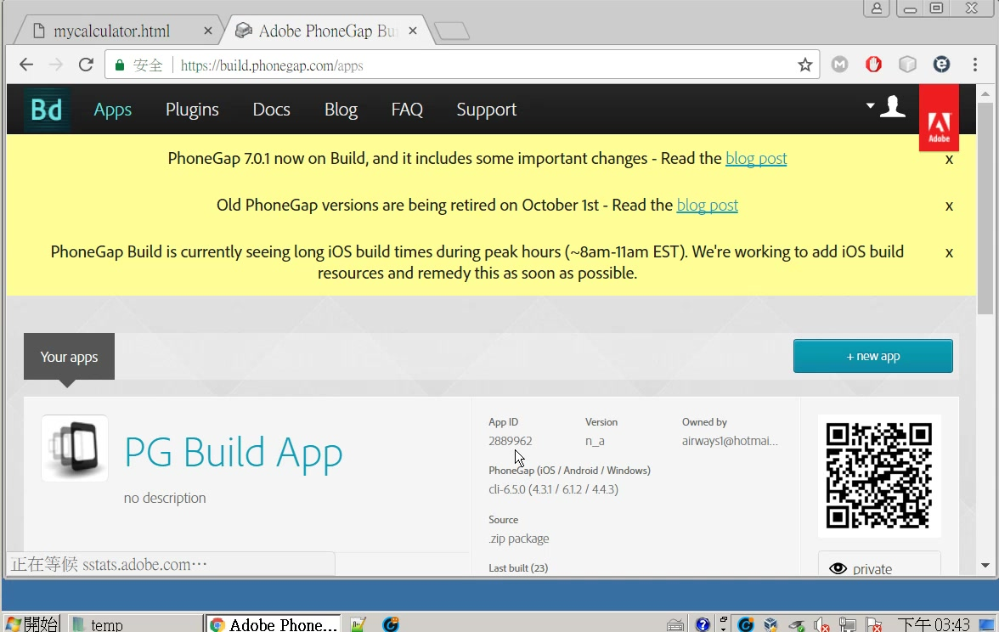 mycalculator.html
Adobe PhoneGap Bu
安全 https://build.phonegap.com/apps
Bd Apps Plugins Docs Blog FAQ Support
Adobe
PhoneGap 7.0.1 now on Build, and it includes some important changes - Read the blog post x
Old PhoneGap versions are being retired on October 1st - Read the blog post x
PhoneGap Build is currently seeing long iOS build times during peak hours (~8am-11am EST). We're working to add iOS build x
resources and remedy this as soon as possible.
Your apps
+ new app
PG Build App
no description
App ID Version Owned by
2889962 n_a airways1@hotmai...
PhoneGap (iOS / Android / Windows)
cli-6.5.0 (4.3.1 / 6.1.2 / 4.4.3)
Source
.zip package
Last built (23)
private
正在等候 sstats.adobe.com⋯
開始 temp Adobe Phone... 下午 03:43